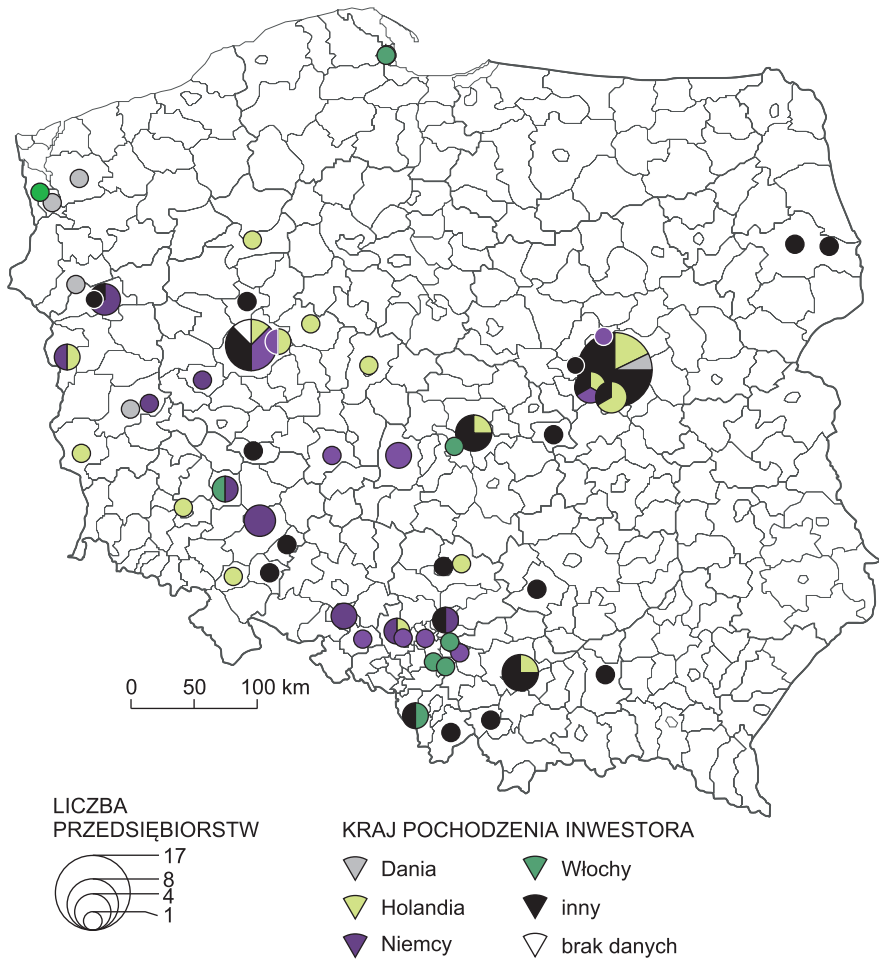 0 50 100 km
LICZBA
PRZEDSIĘBIORSTW
17
8
4
1
KRAJ POCHODZENIA INWESTORA
Dania
Holandia
Niemcy
Włochy
inny
brak danych